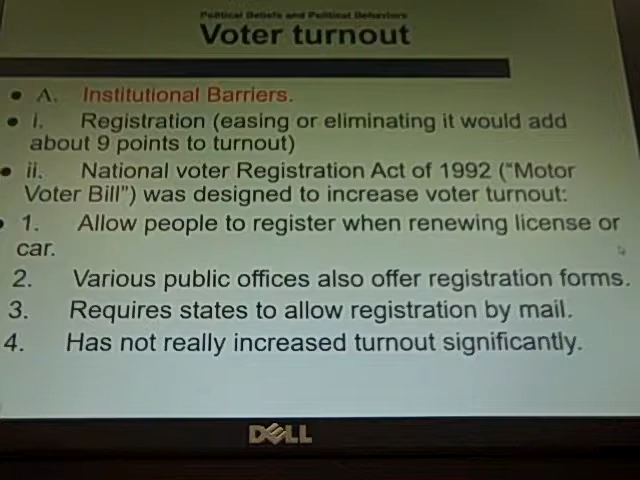 Political Beliefs and Political Behaviors
Voter turnout
• A. Institutional Barriers.
• i. Registration (easing or eliminating it would add
about 9 points to turnout)
• ii. National voter Registration Act of 1992 ("Motor
Voter Bill") was designed to increase voter turnout:
• 1. Allow people to register when renewing license or
car.
2. Various public offices also offer registration forms.
3. Requires states to allow registration by mail.
4. Has not really increased turnout significantly.
DELL